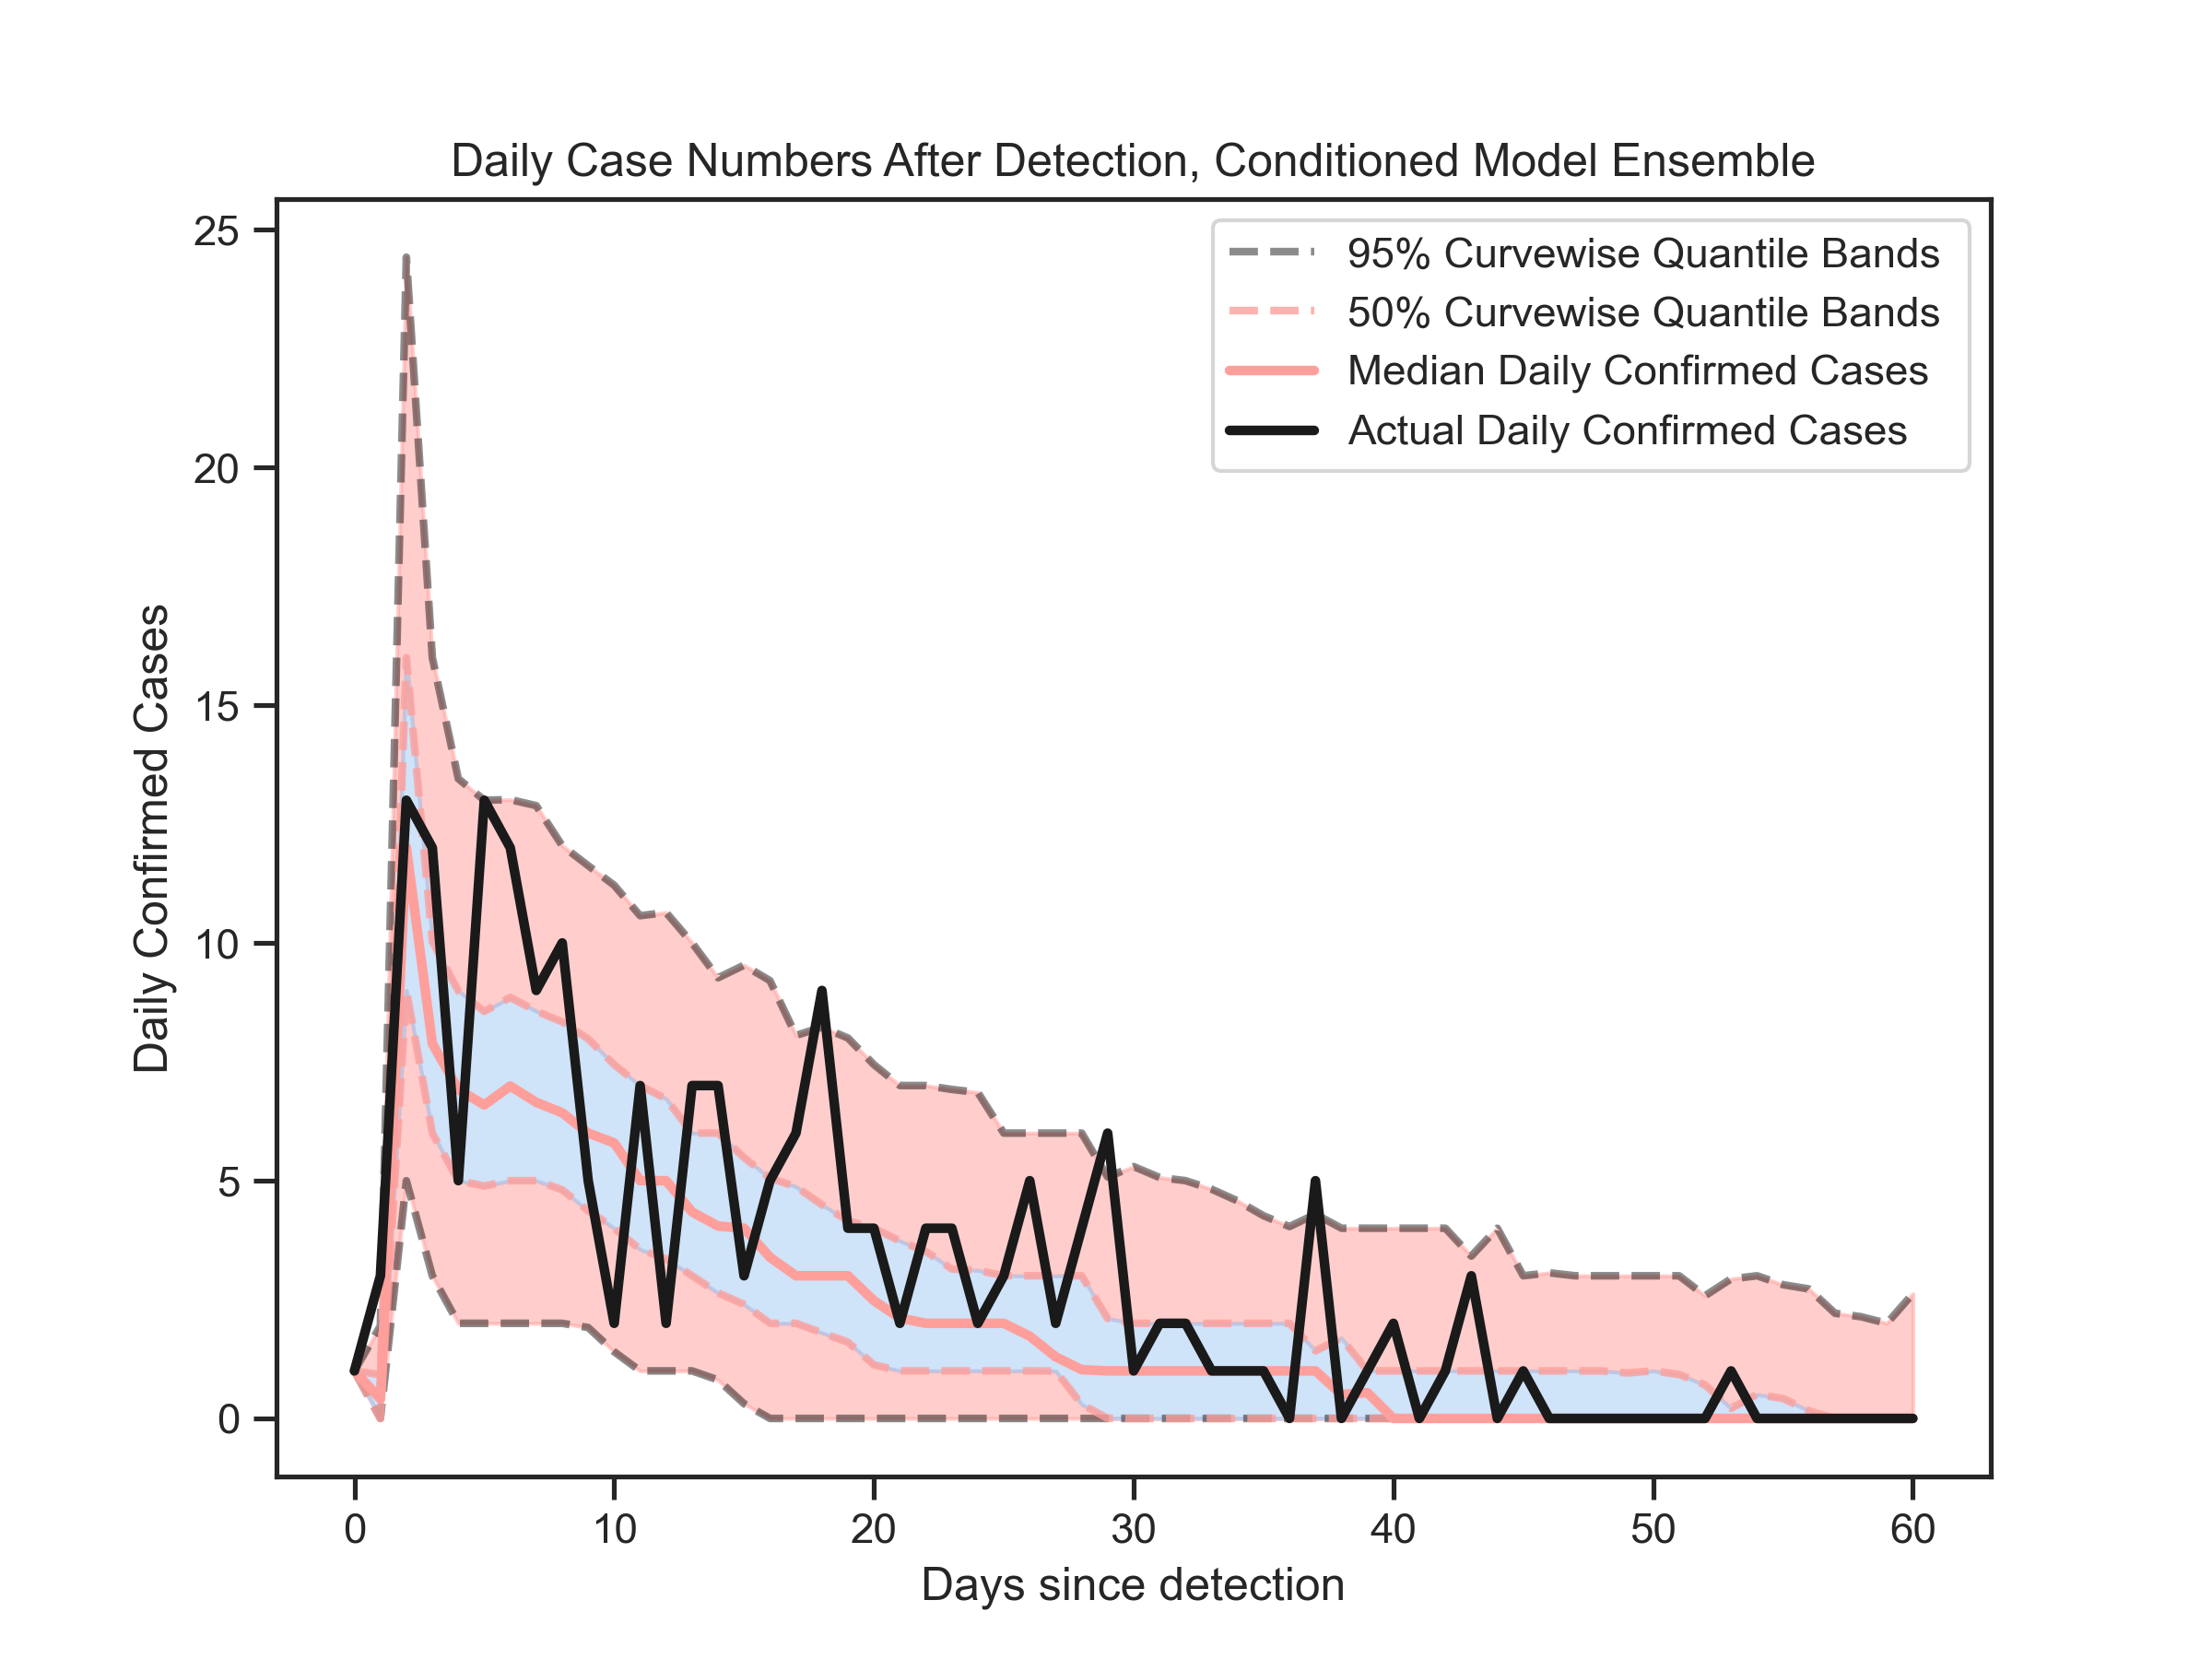 Daily Case Numbers After Detection, Conditioned Model Ensemble
95% Curvewise Quantile Bands
50% Curvewise Quantile Bands
Median Daily Confirmed Cases
Actual Daily Confirmed Cases
Daily Confirmed Cases
25
20
15
10
5
0
0 10 20 30 40 50 60
Days since detection